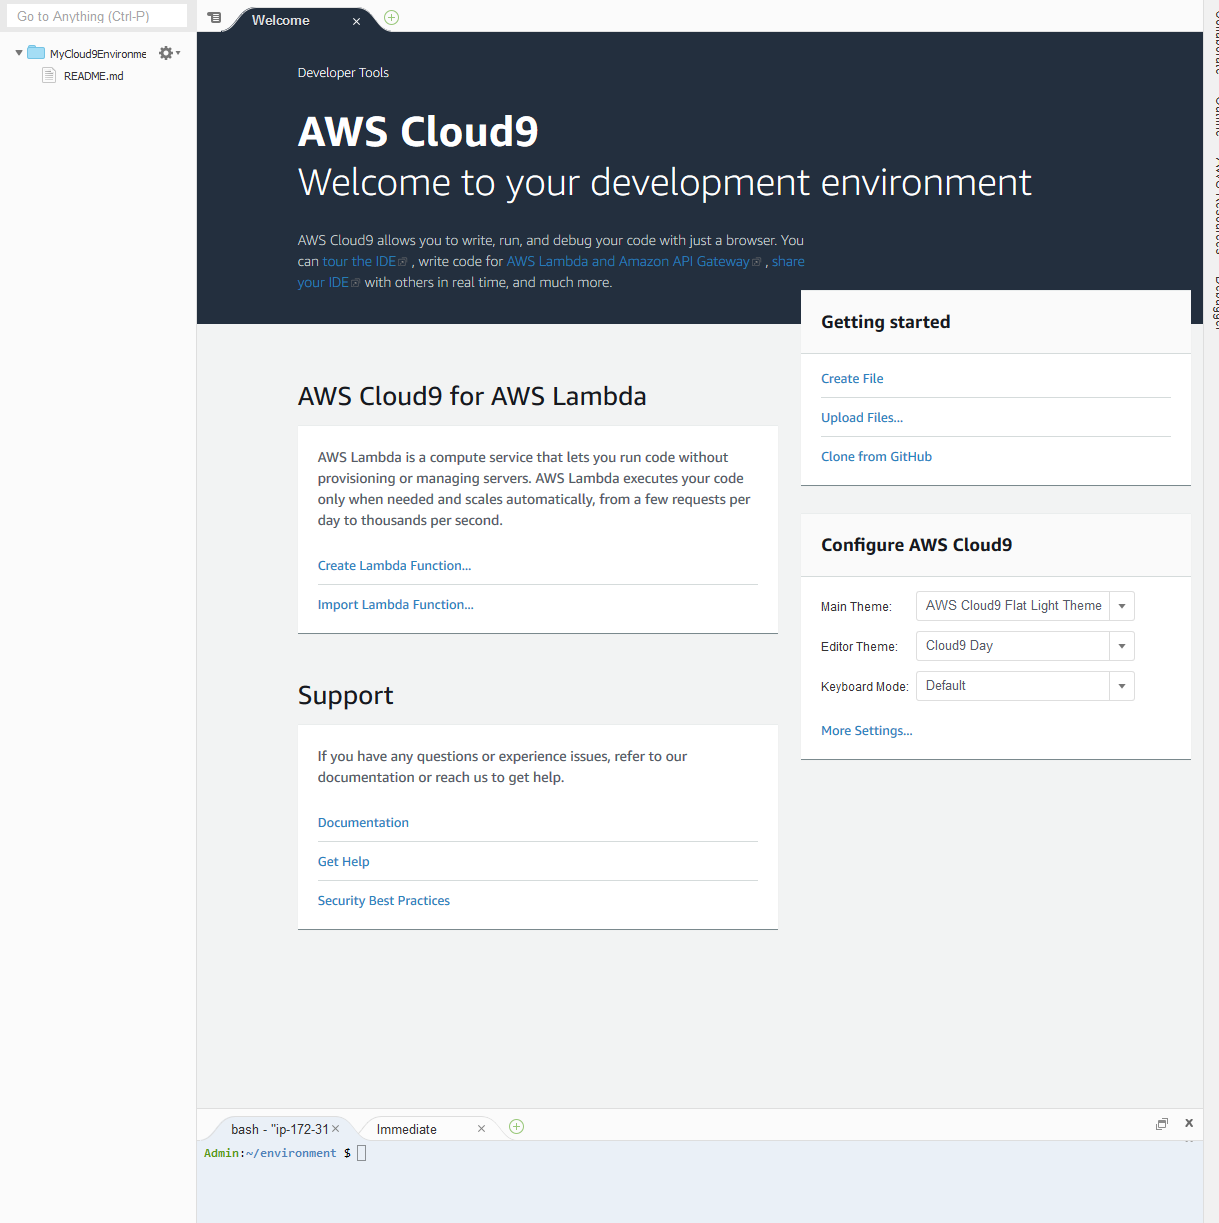 Go to Anything (Ctrl-P)
MyCloud9Environme
README.md
Welcome
Developer Tools
AWS Cloud9
Welcome to your development environment
AWS Cloud9 allows you to write, run, and debug your code with just a browser. You
can tour the IDE , write code for AWS Lambda and Amazon API Gateway , share
your IDE with others in real time, and much more.
Getting started
Create File
Upload Files...
Clone from GitHub
AWS Cloud9 for AWS Lambda
AWS Lambda is a compute service that lets you run code without
provisioning or managing servers. AWS Lambda executes your code
only when needed and scales automatically, from a few requests per
day to thousands per second.
Create Lambda Function...
Import Lambda Function...
Configure AWS Cloud9
Main Theme: AWS Cloud9 Flat Light Theme
Editor Theme: Cloud9 Day
Keyboard Mode: Default
More Settings...
Support
If you have any questions or experience issues, refer to our
documentation or reach us to get help.
Documentation
Get Help
Security Best Practices
bash - "ip-172-31
Immediate
Admin:~/environment $